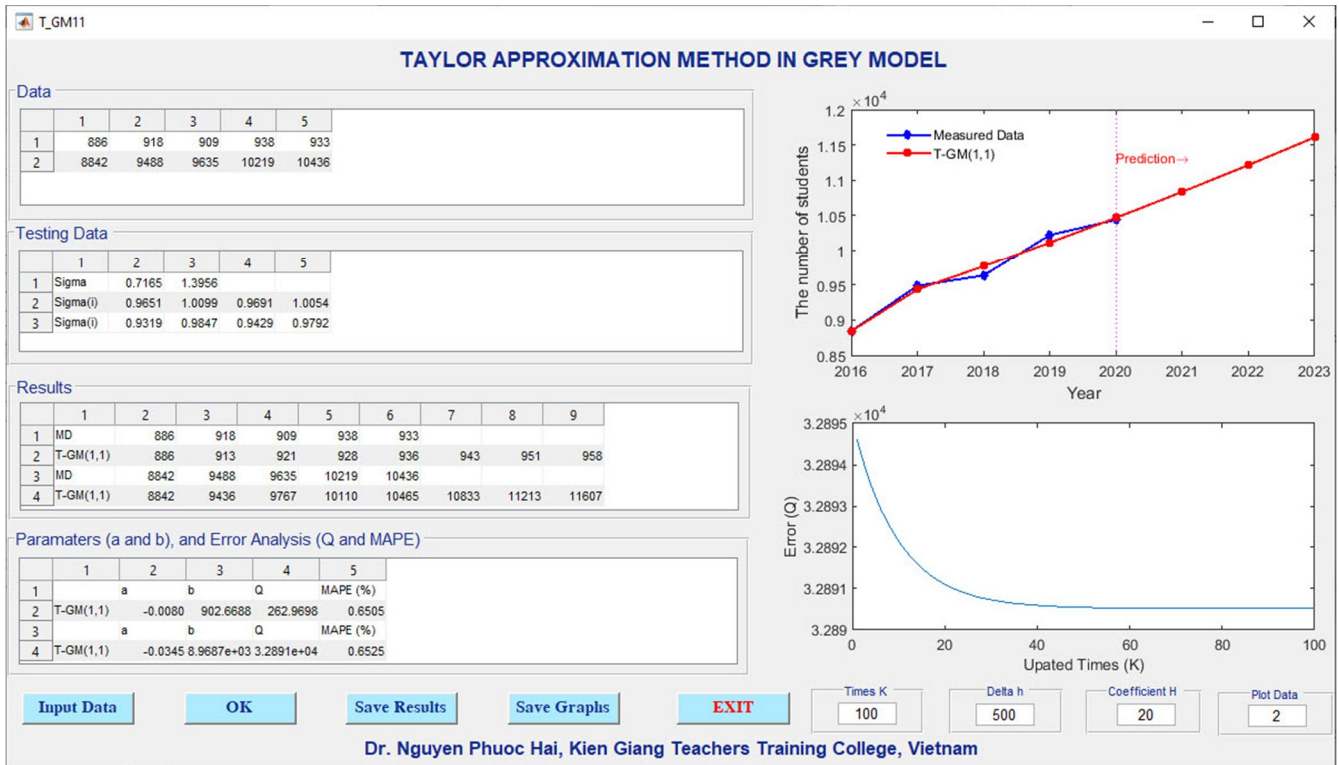 T_GM11
TAYLOR APPROXIMATION METHOD IN GREY MODEL
Data
1 2 3 4 5
1 886 918 909 938 933
2 8842 9488 9635 10219 10436
Testing Data
1 2 3 4 5
1 Sigma 0.7165 1.3956
2 Sigma(i) 0.9651 1.0099 0.9691 1.0054
3 Sigma(i) 0.9319 0.9847 0.9429 0.9792
Results
1 2 3 4 5 6 7 8 9
1 MD 886 918 909 938 933
2 T-GM(1,1) 886 913 921 928 936 943 951 958
3 MD 8842 9488 9635 10219 10436
4 T-GM(1,1) 8842 9436 9767 10110 10465 10833 11213 11607
Paramaters (a and b), and Error Analysis (Q and MAPE)
1 2 3 4 5
1 a b Q MAPE (%)
2 T-GM(1,1) -0.0080 902.6688 262.9698 0.6505
3 a b Q MAPE (%)
4 T-GM(1,1) -0.0345 8.9687e+03 3.2891e+04 0.6525
×10⁴
1.2
1.15
1.1
1.05
1
0.95
0.9
0.85
The number of students
Measured Data
T-GM(1,1)
Prediction→
2016 2017 2018 2019 2020 2021 2022 2023
Year
×10⁴
3.2895
3.2894
3.2893
3.2892
3.2891
3.289
Error (Q)
0 20 40 60 80 100
Upated Times (K)
Input Data
OK
Save Results
Save Graphs
EXIT
Times K
100
Delta h
500
Coefficient H
20
Plot Data
2
Dr. Nguyen Phuoc Hai, Kien Giang Teachers Training College, Vietnam